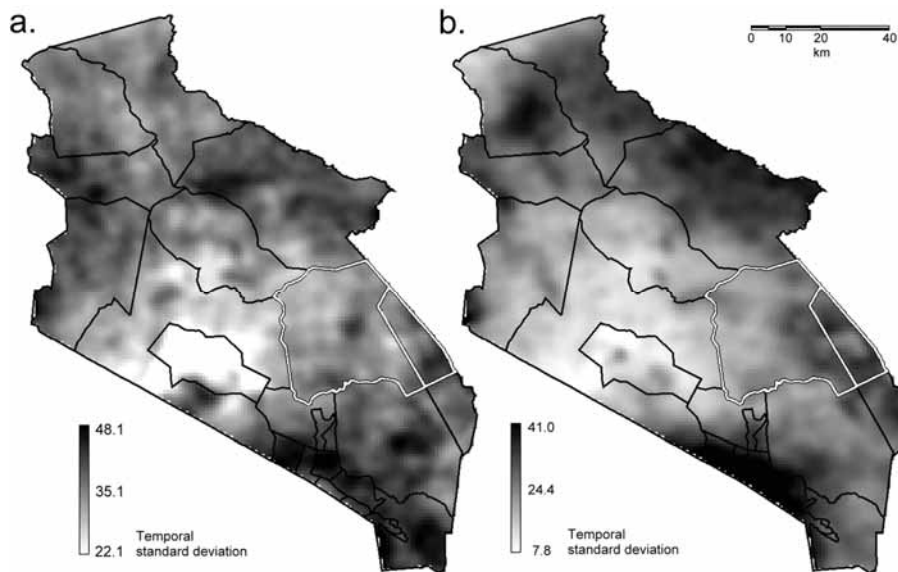 a.
b.
0 10 20 40
km
48.1
35.1
22.1
Temporal
standard deviation
41.0
24.4
7.8
Temporal
standard deviation